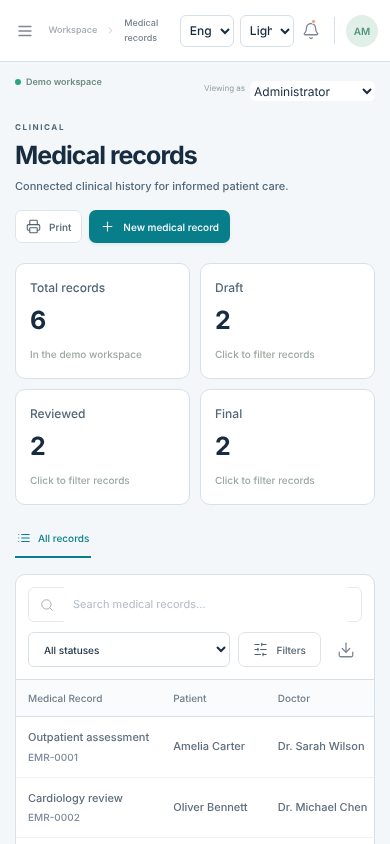 Workspace
Medical records
Eng
Ligh
AM
Demo workspace
Viewing as
Administrator
CLINICAL
Medical records
Connected clinical history for informed patient care.
Print
New medical record
Total records
6
In the demo workspace
Draft
2
Click to filter records
Reviewed
2
Click to filter records
Final
2
Click to filter records
All records
Search medical records...
All statuses
Filters
Medical Record
Patient
Doctor
Outpatient assessment
EMR-0001
Amelia Carter
Dr. Sarah Wilson
Cardiology review
EMR-0002
Oliver Bennett
Dr. Michael Chen